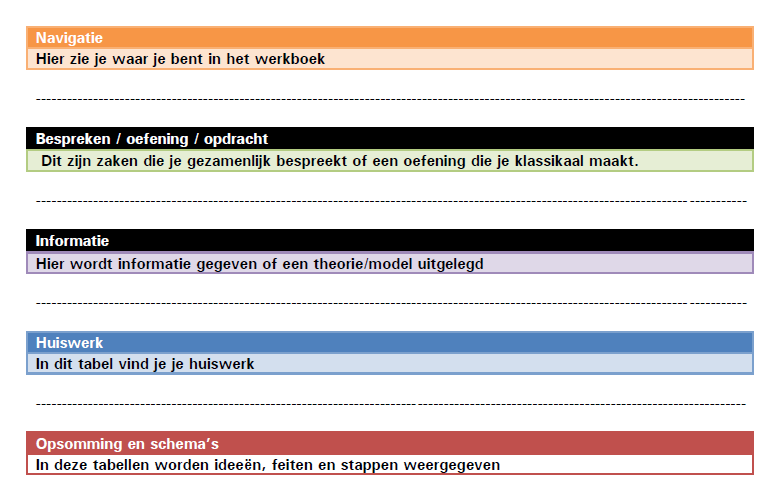 Navigatie
Hier zie je waar je bent in het werkboek
Bespreken / oefening / opdracht
Dit zijn zaken die je gezamenlijk bespreekt of een oefening die je klassikaal maakt.
Informatie
Hier wordt informatie gegeven of een theorie/model uitgelegd
Huiswerk
In dit tabel vind je je huiswerk
Opsomming en schema's
In deze tabellen worden ideeën, feiten en stappen weergegeven